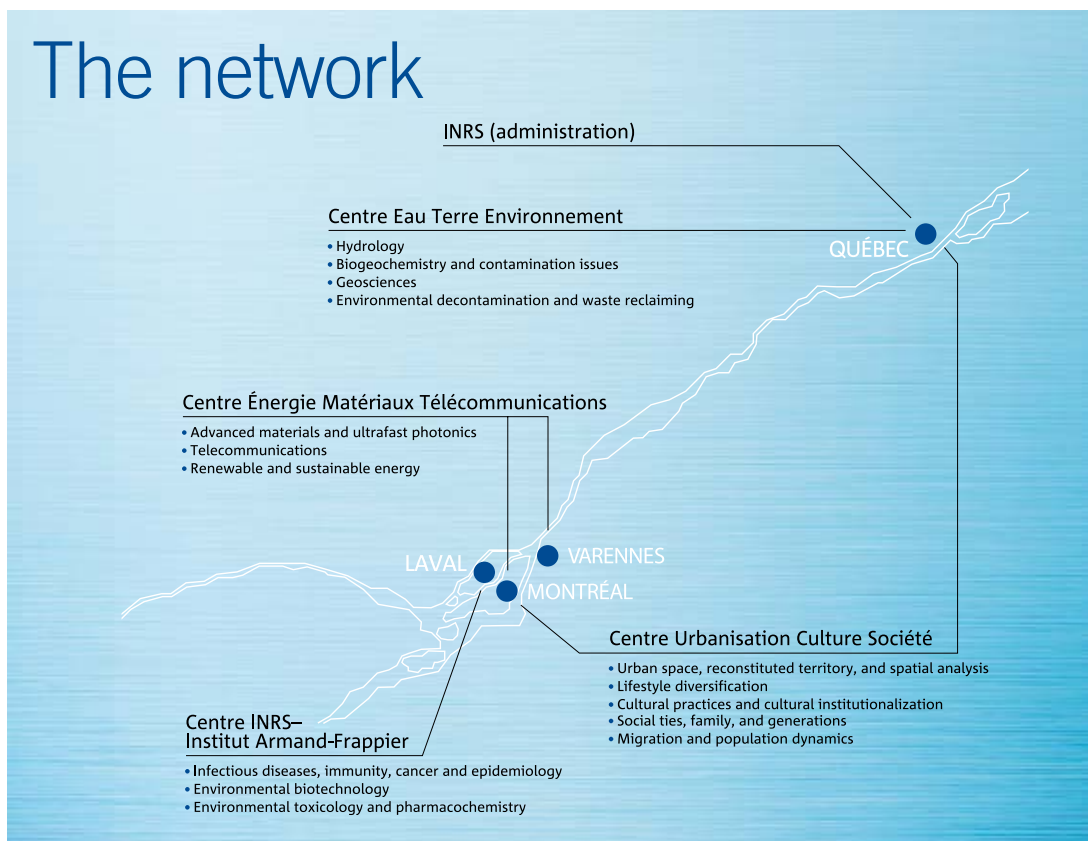 The network
INRS (administration)
Centre Eau Terre Environnement
• Hydrology
• Biogeochemistry and contamination issues
• Geosciences
• Environmental decontamination and waste reclaiming
QUÉBEC
Centre Énergie Matériaux Télécommunications
• Advanced materials and ultrafast photonics
• Telecommunications
• Renewable and sustainable energy
LAVAL
VARENNES
MONTRÉAL
Centre Urbanisation Culture Société
• Urban space, reconstituted territory, and spatial analysis
• Lifestyle diversification
• Cultural practices and cultural institutionalization
• Social ties, family, and generations
• Migration and population dynamics
Centre INRS–
Institut Armand-Frappier
• Infectious diseases, immunity, cancer and epidemiology
• Environmental biotechnology
• Environmental toxicology and pharmacochemistry